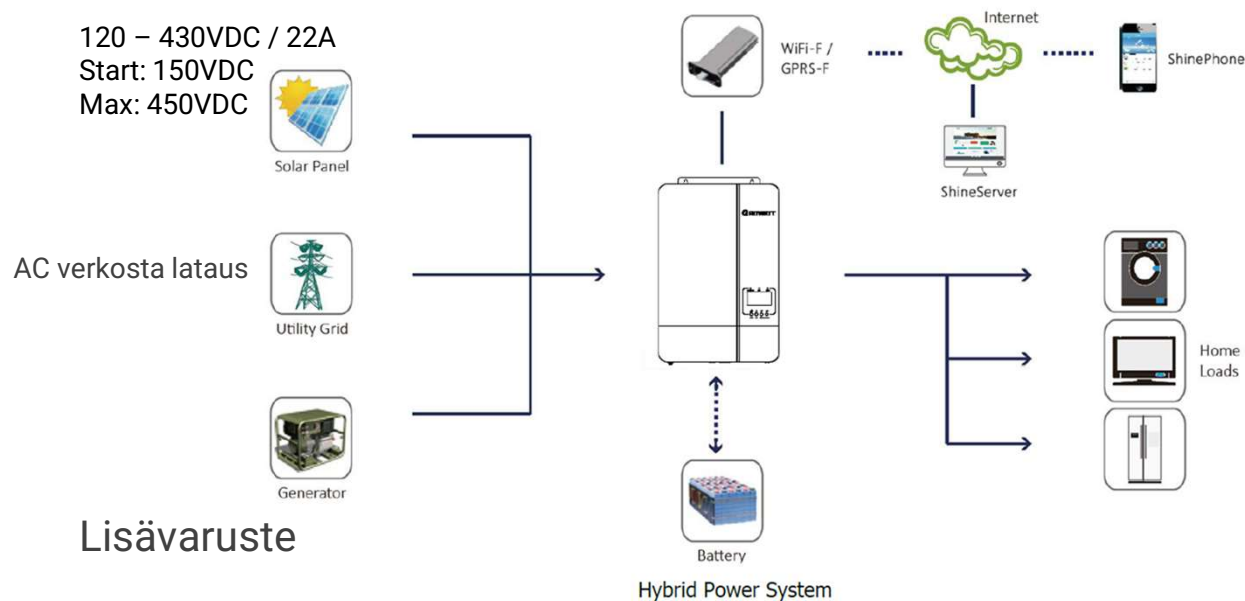 120 – 430VDC / 22A
Start: 150VDC
Max: 450VDC
Solar Panel
AC verkosta lataus
Utility Grid
Generator
Lisävaruste
WiFi-F /
GPRS-F
Internet
ShinePhone
ShineServer
GROWATT
Home
Loads
Battery
Hybrid Power System